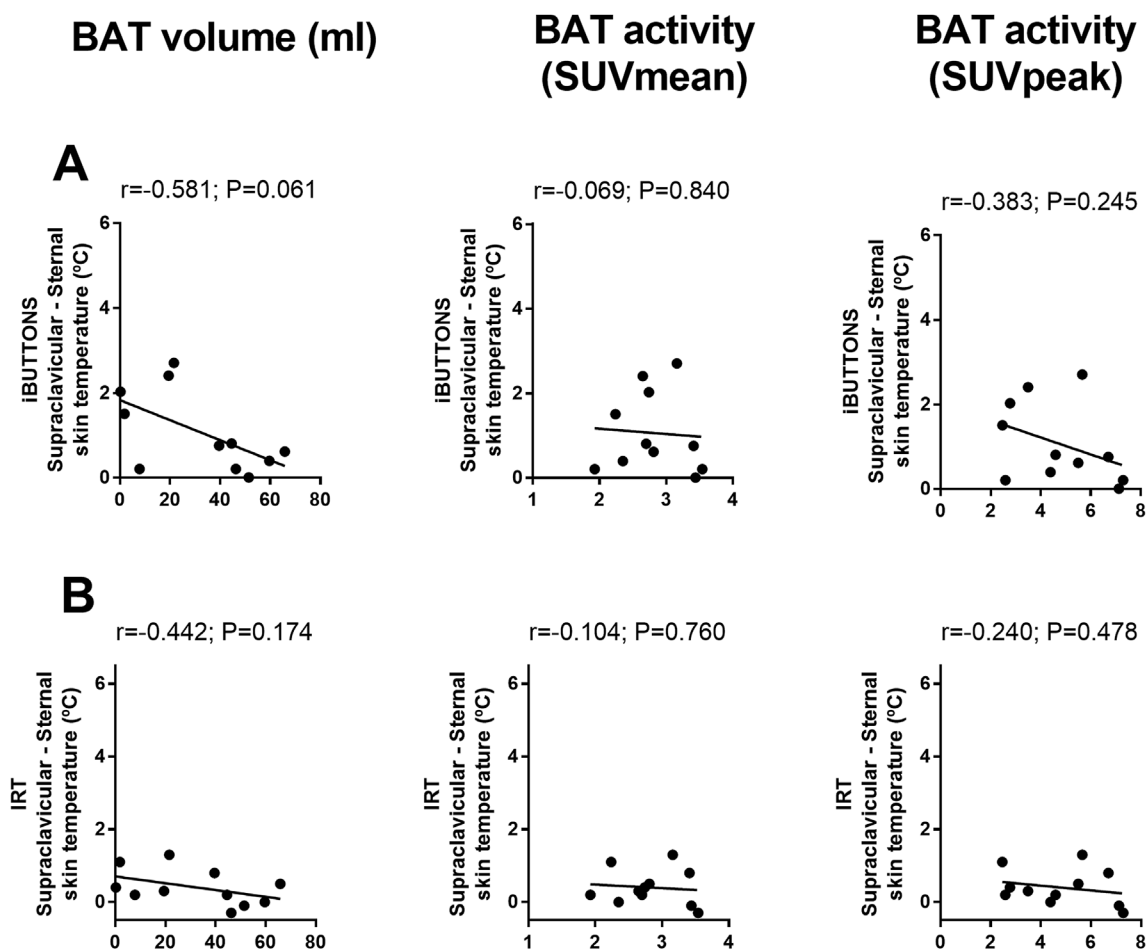 BAT volume (ml)
BAT activity
(SUVmean)
BAT activity
(SUVpeak)
A
r=-0.581; P=0.061
iBUTTONS
Supraclavicular - Sternal
skin temperature (ºC)
6
4
2
0
0 20 40 60 80
r=-0.069; P=0.840
iBUTTONS
Supraclavicular - Sternal
skin temperature (ºC)
6
4
2
0
1 2 3 4
r=-0.383; P=0.245
iBUTTONS
Supraclavicular - Sternal
skin temperature (ºC)
6
4
2
0
0 2 4 6 8
B
r=-0.442; P=0.174
IRT
Supraclavicular - Sternal
skin temperature (ºC)
6
4
2
0
0 20 40 60 80
r=-0.104; P=0.760
IRT
Supraclavicular - Sternal
skin temperature (ºC)
6
4
2
0
1 2 3 4
r=-0.240; P=0.478
IRT
Supraclavicular - Sternal
skin temperature (ºC)
6
4
2
0
0 2 4 6 8